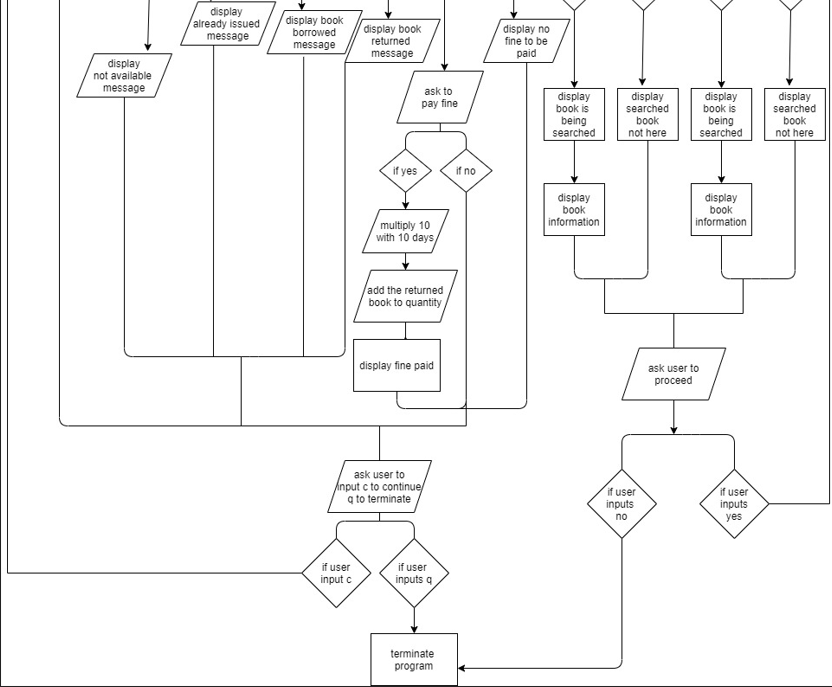 display
already issued
message
display book
borrowed
message
display book
returned
message
display no
fine to be
paid
display
not available
message
ask to
pay fine
display
book is
being
searched
display
searched
book
not here
display
book is
being
searched
display
searched
book
not here
if yes
if no
display
book
information
display
book
information
multiply 10
with 10 days
add the returned
book to quantity
display fine paid
ask user to
proceed
ask user to
input c to continue
q to terminate
if user
inputs
no
if user
inputs
yes
if user
input c
if user
inputs q
terminate
program